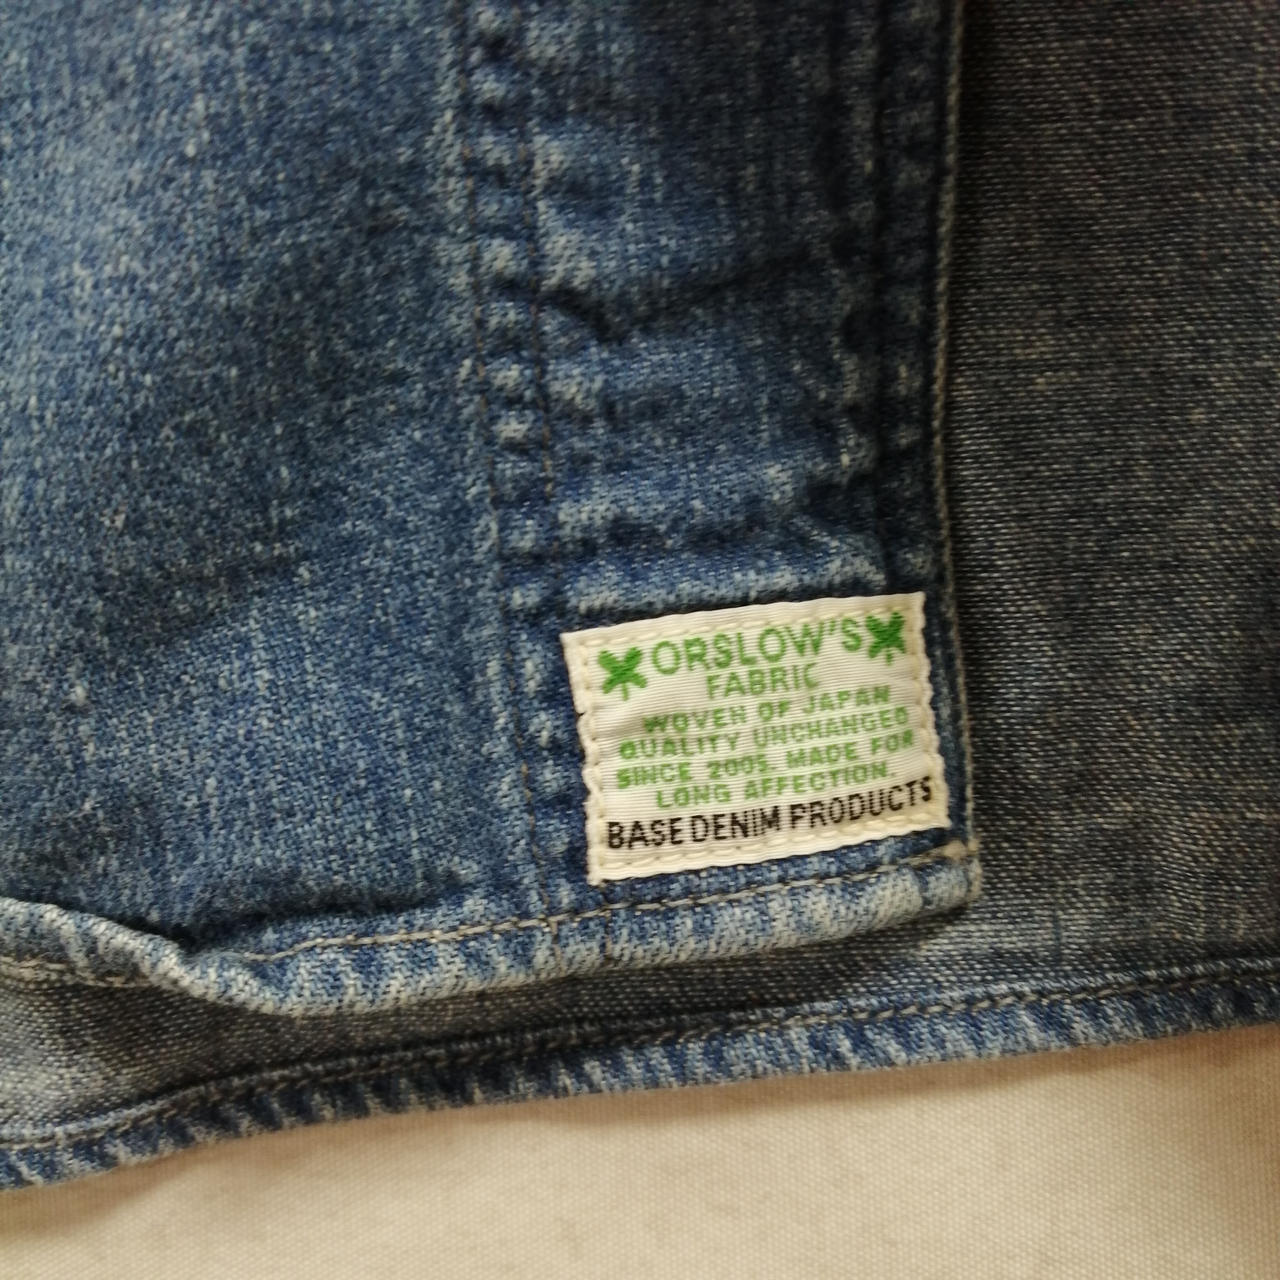 ORSLOW'S
FABRIC
WOVEN OF JAPAN
QUALITY UNCHANGED
SINCE 2005. MADE FOR
LONG AFFECTION.
BASE DENIM PRODUCTS